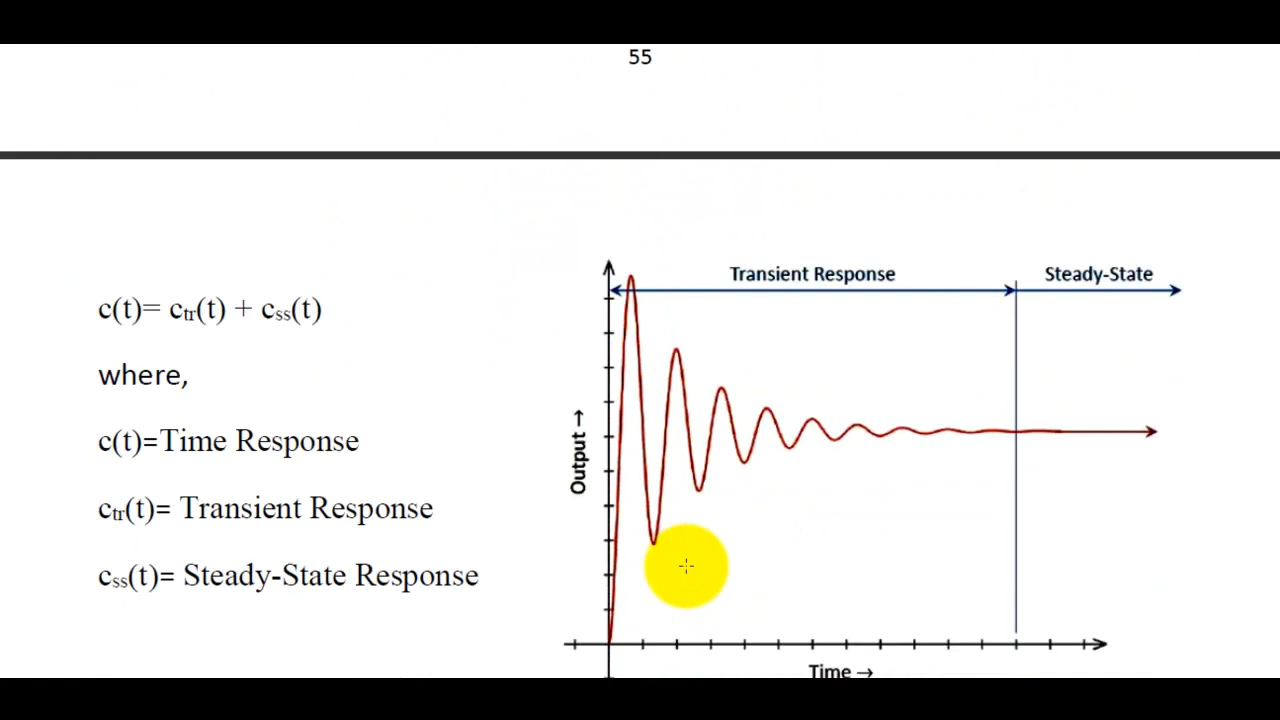 55
c(t)= cₜᵣ(t) + cₛₛ(t)
where,
c(t)=Time Response
cₜᵣ(t)= Transient Response
cₛₛ(t)= Steady-State Response
Transient Response
Steady-State
Output →
Time →